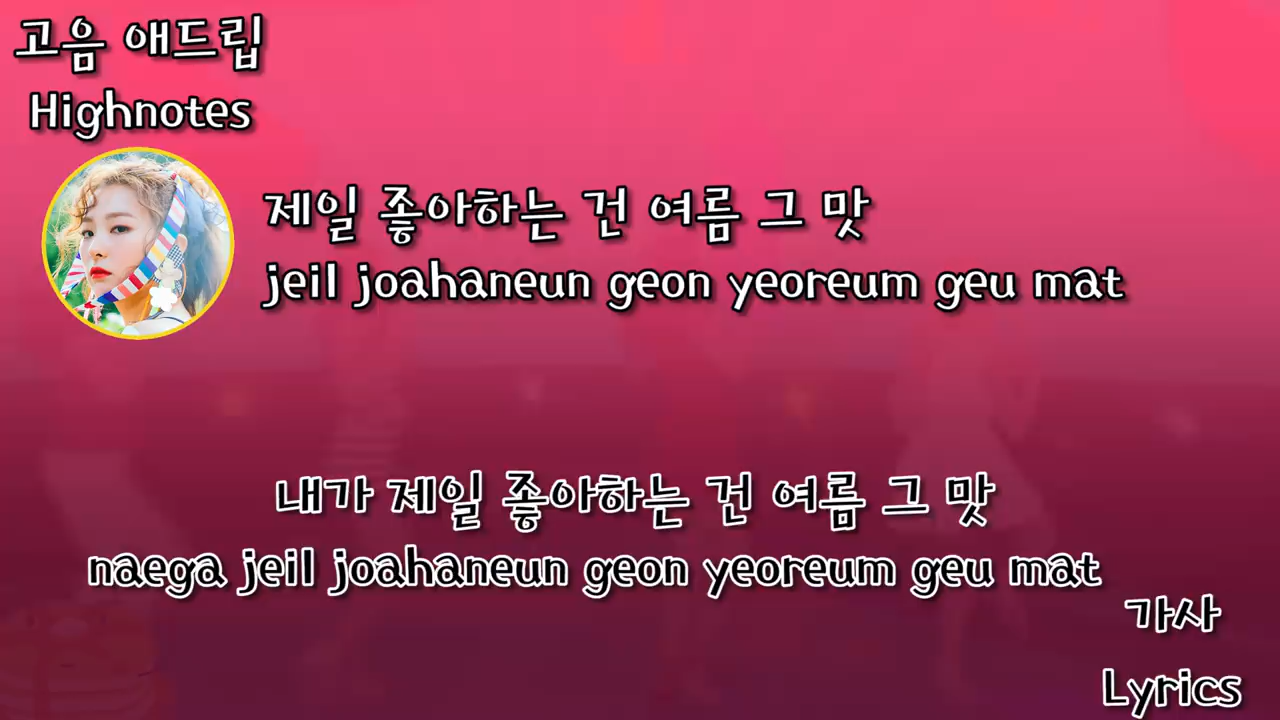 고음 애드립
Highnotes
제일 좋아하는 건 여름 그 맛
jeil joahaneun geon yeoreum geu mat
내가 제일 좋아하는 건 여름 그 맛
naega jeil joahaneun geon yeoreum geu mat
가사
Lyrics